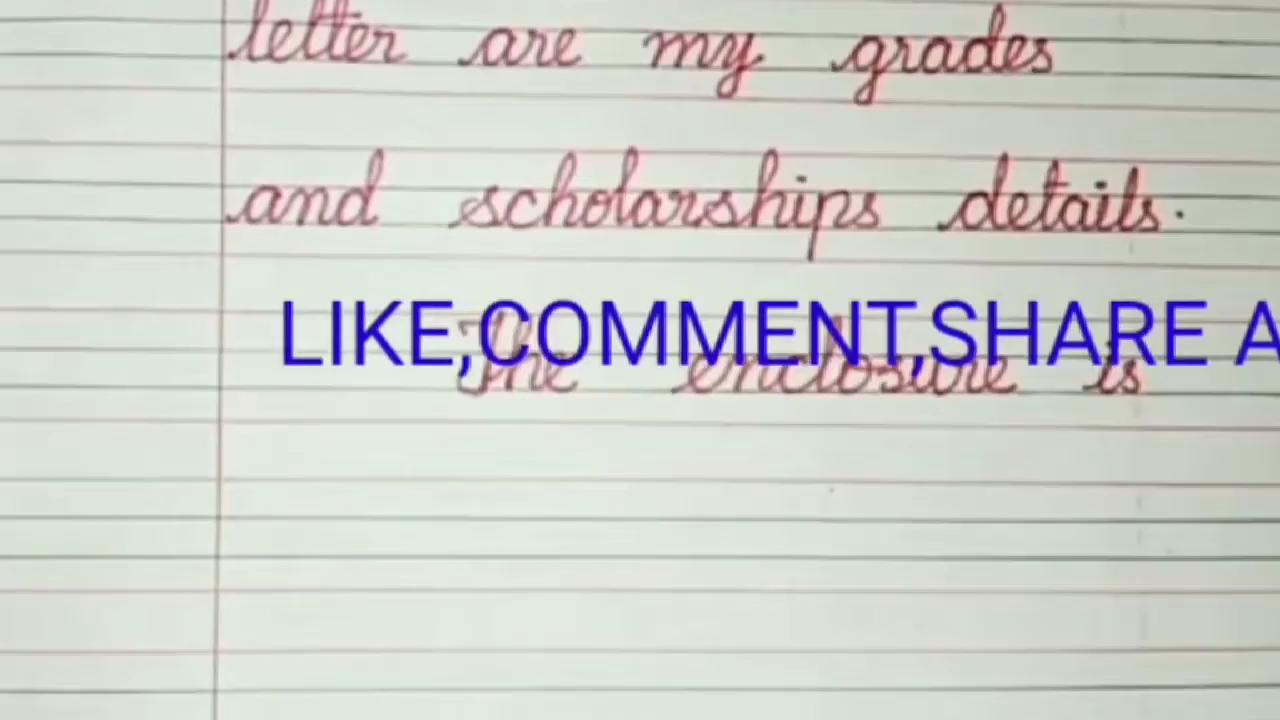 letter are my grades
and scholarships details.
LIKE,COMMENT,SHARE A
The enclosure is